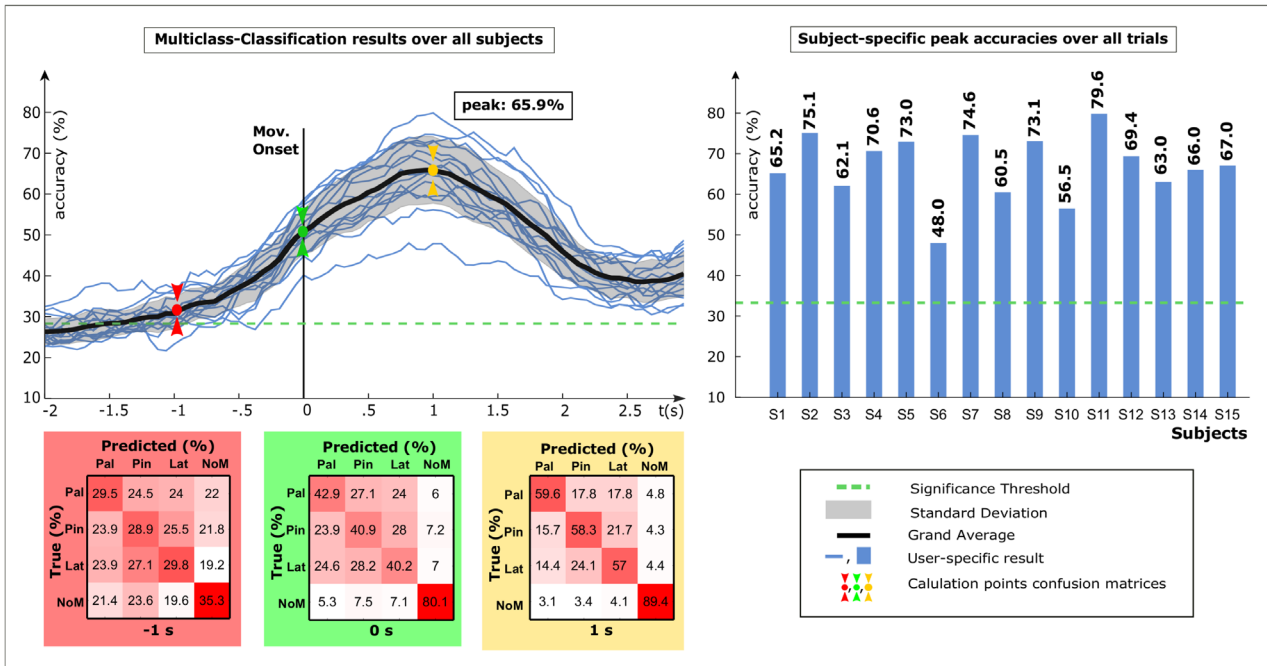 Multiclass-Classification results over all subjects
accuracy (%)
80
70
60
50
40
30
20
10
Mov.
Onset
peak: 65.9%
-2 -1.5 -1 -.5 0 .5 1 1.5 2 2.5 t(s)
Subject-specific peak accuracies over all trials
accuracy (%)
80
70
60
50
40
30
20
10
65.2 75.1 62.1 70.6 73.0 48.0 74.6 60.5 73.1 56.5 79.6 69.4 63.0 66.0 67.0
S1 S2 S3 S4 S5 S6 S7 S8 S9 S10 S11 S12 S13 S14 S15
Subjects
Predicted (%)
Pal Pin Lat NoM
True (%)
Pal 29.5 24.5 24 22
Pin 23.9 28.9 25.5 21.8
Lat 23.9 27.1 29.8 19.2
NoM 21.4 23.6 19.6 35.3
-1 s
Predicted (%)
Pal Pin Lat NoM
True (%)
Pal 42.9 27.1 24 6
Pin 23.9 40.9 28 7.2
Lat 24.6 28.2 40.2 7
NoM 5.3 7.5 7.1 80.1
0 s
Predicted (%)
Pal Pin Lat NoM
True (%)
Pal 59.6 17.8 17.8 4.8
Pin 15.7 58.3 21.7 4.3
Lat 14.4 24.1 57 4.4
NoM 3.1 3.4 4.1 89.4
1 s
Significance Threshold
Standard Deviation
Grand Average
, User-specific result
, , Calulation points confusion matrices